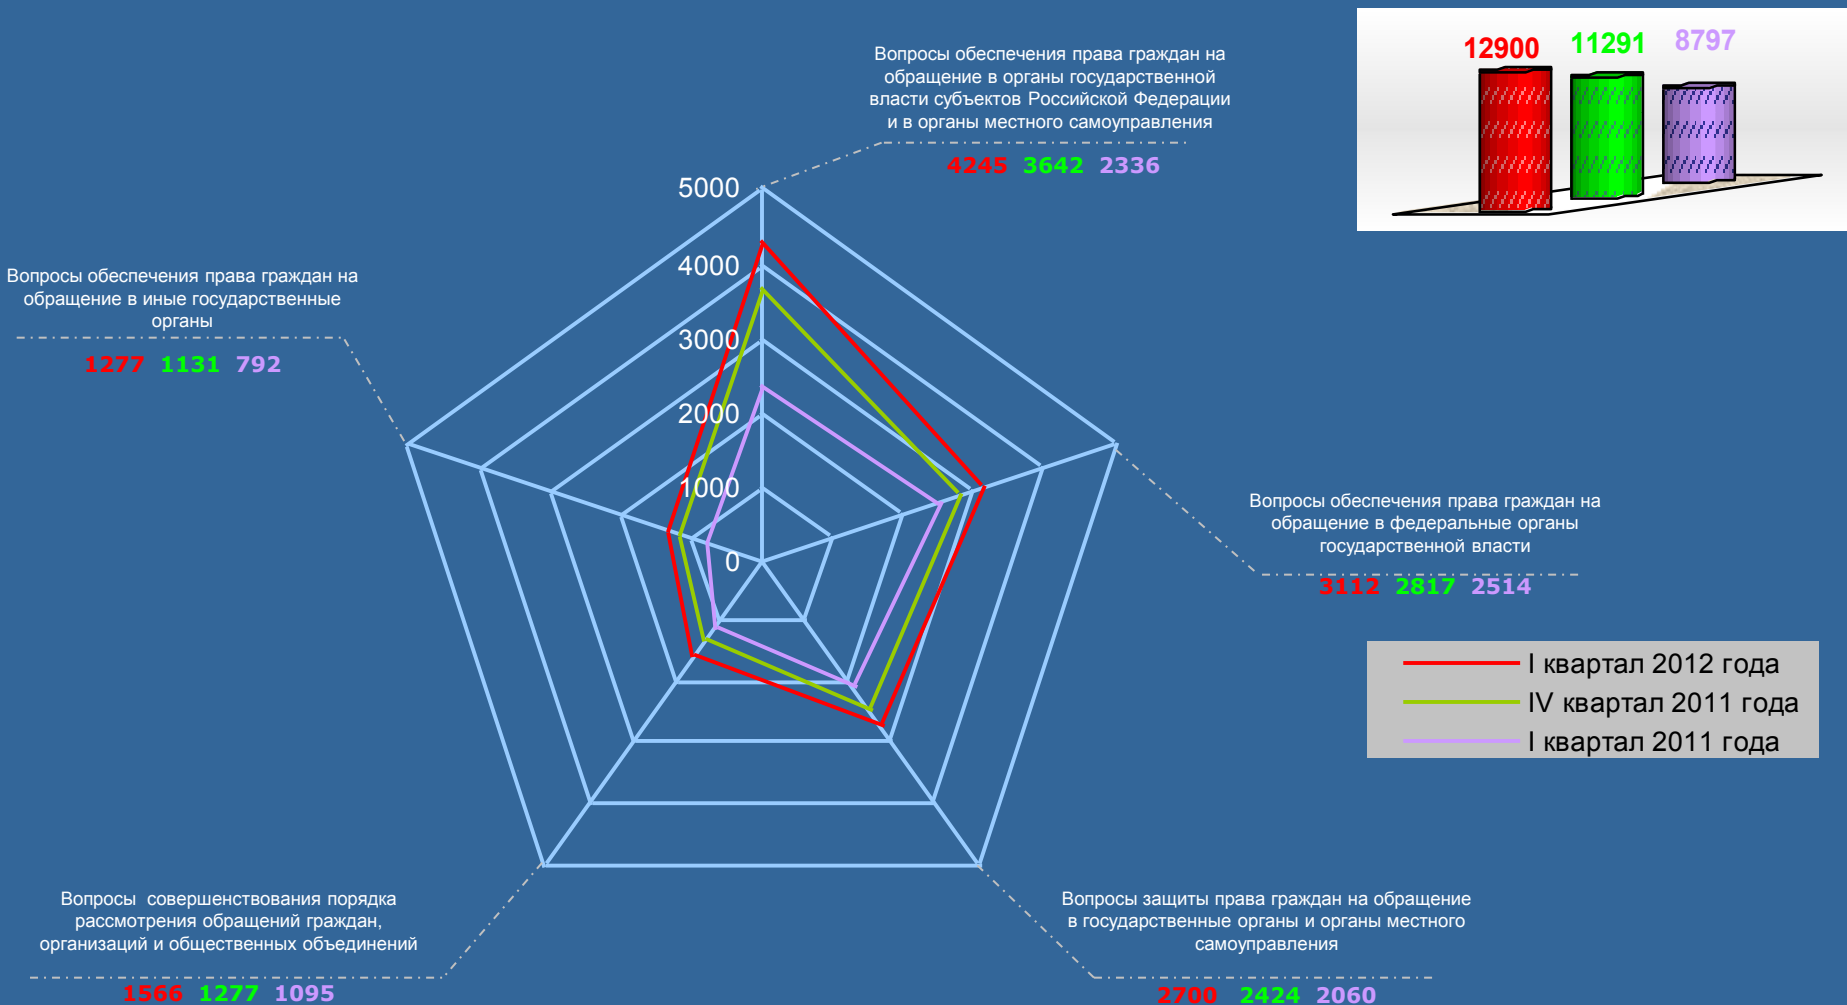 12900 11291 8797
Вопросы обеспечения права граждан на
обращение в органы государственной
власти субъектов Российской Федерации
и в органы местного самоуправления
4245 3642 2336
5000
4000
3000
2000
1000
0
Вопросы обеспечения права граждан на
обращение в иные государственные
органы
1277 1131 792
Вопросы обеспечения права граждан на
обращение в федеральные органы
государственной власти
3112 2817 2514
I квартал 2012 года
IV квартал 2011 года
I квартал 2011 года
Вопросы совершенствования порядка
рассмотрения обращений граждан,
организаций и общественных объединений
1566 1277 1095
Вопросы защиты права граждан на обращение
в государственные органы и органы местного
самоуправления
2700 2424 2060